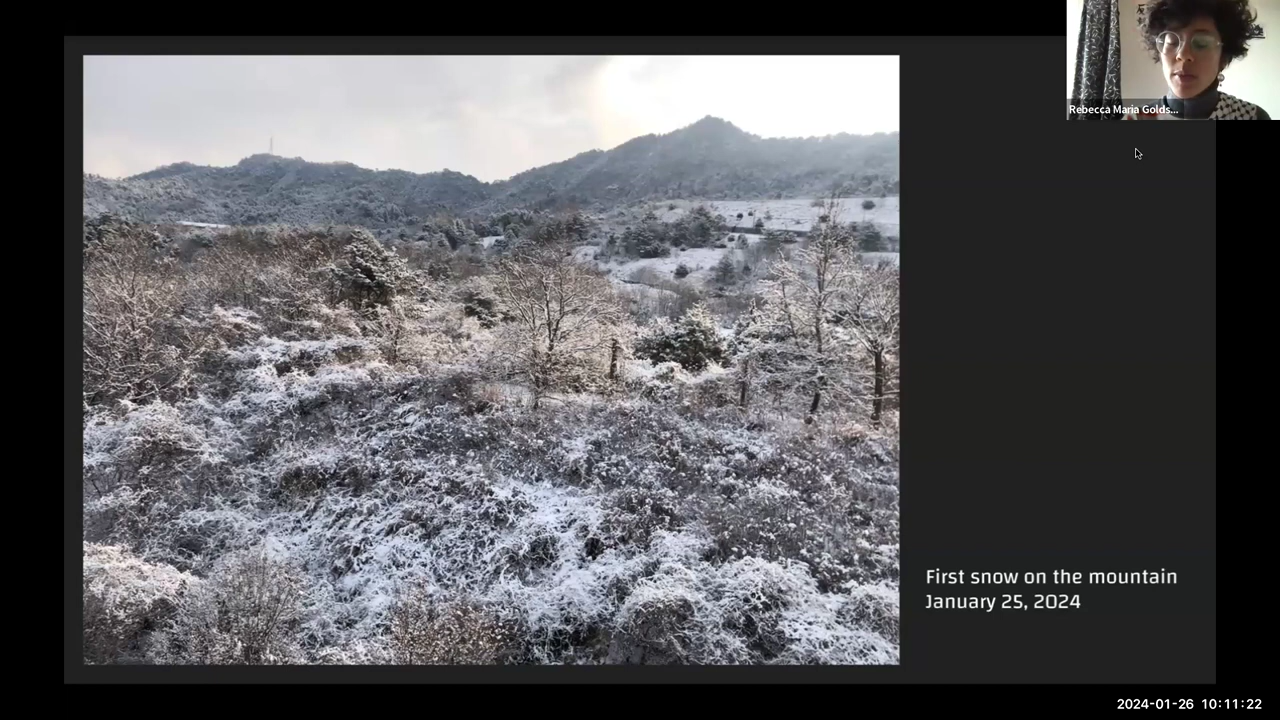 Rebecca Maria Golds...
First snow on the mountain
January 25, 2024
2024-01-26 10:11:22